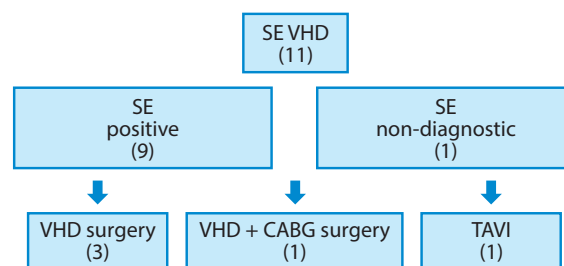 SE VHD
(11)
SE
positive
(9)
SE
non-diagnostic
(1)
VHD surgery
(3)
VHD + CABG surgery
(1)
TAVI
(1)